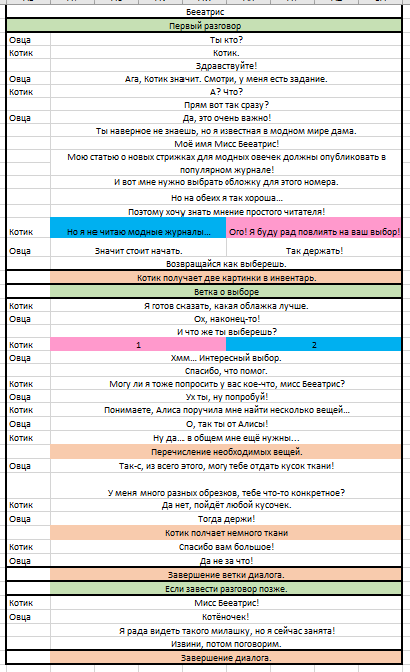 Бееатрис
Первый разговор
Овца Ты кто?
Котик Котик.
Здравствуйте!
Овца Ага, Котик значит. Смотри, у меня есть задание.
Котик А? Что?
Прям вот так сразу?
Овца Да, это очень важно!
Ты наверное не знаешь, но я известная в модном мире дама.
Моё имя Мисс Бееатрис!
Мою статью о новых стрижках для модных овечек должны опубликовать в
популярном журнале!
И вот мне нужно выбрать обложку для этого номера.
Но на обеих я так хороша...
Поэтому хочу знать мнение простого читателя!
Котик Но я не читаю модные журналы... Ого! Я буду рад повлиять на ваш выбор!
Овца Значит стоит начать. Так держать!
Возвращайся как выберешь.
Котик получает две картинки в инвентарь.
Ветка о выборе
Котик Я готов сказать, какая обложка лучше.
Овца Ох, наконец-то!
И что же ты выберешь?
Котик 1 2
Овца Хмм... Интересный выбор.
Спасибо, что помог.
Котик Могу ли я тоже попросить у вас кое-что, мисс Бееатрис?
Овца Ух ты, ну попробуй!
Котик Понимаете, Алиса поручила мне найти несколько вещей...
Овца О, так ты от Алисы!
Котик Ну да... в общем мне ещё нужны...
Перечисление необходимых вещей.
Овца Так-с, из всего этого, могу тебе отдать кусок ткани!
У меня много разных обрезков, тебе что-то конкретное?
Котик Да нет, пойдёт любой кусочек.
Овца Тогда держи!
Котик полчает немного ткани
Котик Спасибо вам большое!
Овца Да не за что!
Завершение ветки диалога.
Если завести разговор позже.
Котик Мисс Бееатрис!
Овца Котёночек!
Я рада видеть такого милашку, но я сейчас занята!
Извини, потом поговорим.
Завершение диалога.